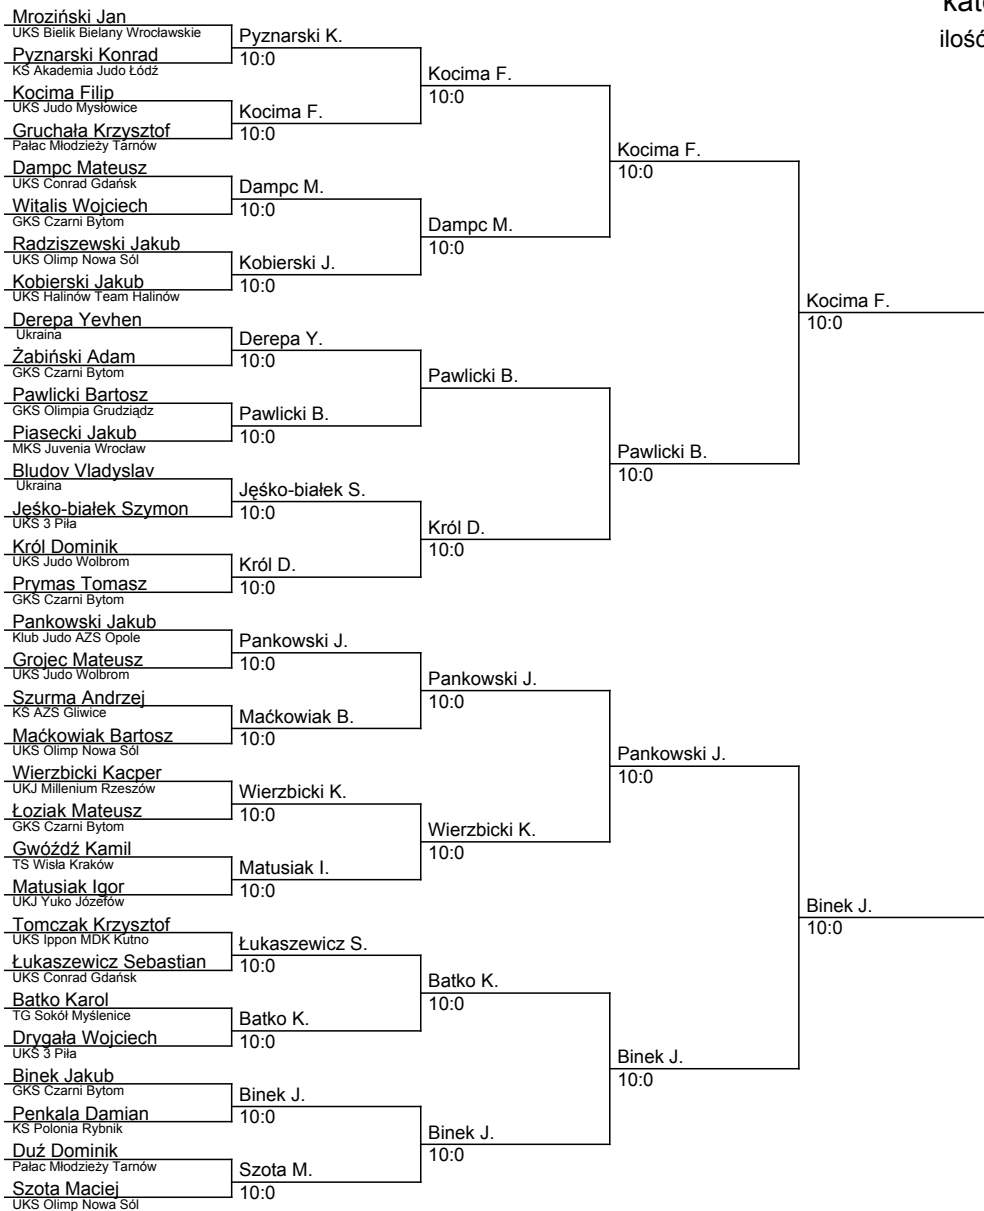 Mroziński Jan
UKS Bielik Bielany Wrocławskie
Pyznarski Konrad
KS Akademia Judo Łódź
Kocima Filip
UKS Judo Mysłowice
Gruchała Krzysztof
Pałac Młodzieży Tarnów
Dampc Mateusz
UKS Conrad Gdańsk
Witalis Wojciech
GKS Czarni Bytom
Radziszewski Jakub
UKS Olimp Nowa Sól
Kobierski Jakub
UKS Halinów Team Halinów
Derepa Yevhen
Ukraina
Żabiński Adam
GKS Czarni Bytom
Pawlicki Bartosz
GKS Olimpia Grudziądz
Piasecki Jakub
MKS Juvenia Wrocław
Bludov Vladyslav
Ukraina
Jęśko-białek Szymon
UKS 3 Piła
Król Dominik
UKS Judo Wolbrom
Prymas Tomasz
GKS Czarni Bytom
Pankowski Jakub
Klub Judo AZS Opole
Grojec Mateusz
UKS Judo Wolbrom
Szurma Andrzej
KS AZS Gliwice
Maćkowiak Bartosz
UKS Olimp Nowa Sól
Wierzbicki Kacper
UKJ Millenium Rzeszów
Łoziak Mateusz
GKS Czarni Bytom
Gwóźdź Kamil
TS Wisła Kraków
Matusiak Igor
UKJ Yuko Józefów
Tomczak Krzysztof
UKS Ippon MDK Kutno
Łukaszewicz Sebastian
UKS Conrad Gdańsk
Batko Karol
TG Sokół Myślenice
Drygała Wojciech
UKS 3 Piła
Binek Jakub
GKS Czarni Bytom
Penkala Damian
KS Polonia Rybnik
Duź Dominik
Pałac Młodzieży Tarnów
Szota Maciej
UKS Olimp Nowa Sól
Pyznarski K.
10:0
Kocima F.
10:0
Dampc M.
10:0
Kobierski J.
10:0
Derepa Y.
10:0
Pawlicki B.
10:0
Jęśko-białek S.
10:0
Król D.
10:0
Pankowski J.
10:0
Maćkowiak B.
10:0
Wierzbicki K.
10:0
Matusiak I.
10:0
Łukaszewicz S.
10:0
Batko K.
10:0
Binek J.
10:0
Szota M.
10:0
Kocima F.
10:0
Dampc M.
10:0
Pawlicki B.
Król D.
10:0
Pankowski J.
10:0
Wierzbicki K.
10:0
Batko K.
10:0
Binek J.
10:0
Kocima F.
10:0
Pawlicki B.
10:0
Pankowski J.
10:0
Binek J.
10:0
Kocima F.
10:0
Binek J.
10:0
ilość